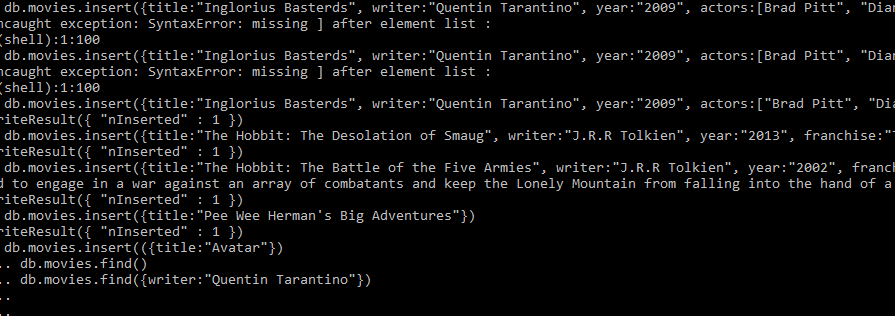 db.movies.insert({title:"Inglorius Basterds", writer:"Quentin Tarantino", year:"2009", actors:[Brad Pitt", "Dian
ncaught exception: SyntaxError: missing ] after element list :
(shell):1:100
db.movies.insert({title:"Inglorius Basterds", writer:"Quentin Tarantino", year:"2009", actors:[Brad Pitt", "Dian
ncaught exception: SyntaxError: missing ] after element list :
(shell):1:100
db.movies.insert({title:"Inglorius Basterds", writer:"Quentin Tarantino", year:"2009", actors:["Brad Pitt", "Dia
riteResult({ "nInserted" : 1 })
db.movies.insert({title:"The Hobbit: The Desolation of Smaug", writer:"J.R.R Tolkien", year:"2013", franchise:"T
riteResult({ "nInserted" : 1 })
db.movies.insert({title:"The Hobbit: The Battle of the Five Armies", writer:"J.R.R Tolkien", year:"2002", franch
d to engage in a war against an array of combatants and keep the Lonely Mountain from falling into the hand of a
riteResult({ "nInserted" : 1 })
db.movies.insert({title:"Pee Wee Herman's Big Adventures"})
riteResult({ "nInserted" : 1 })
db.movies.insert(({title:"Avatar"})
.. db.movies.find()
.. db.movies.find({writer:"Quentin Tarantino"})
..
..